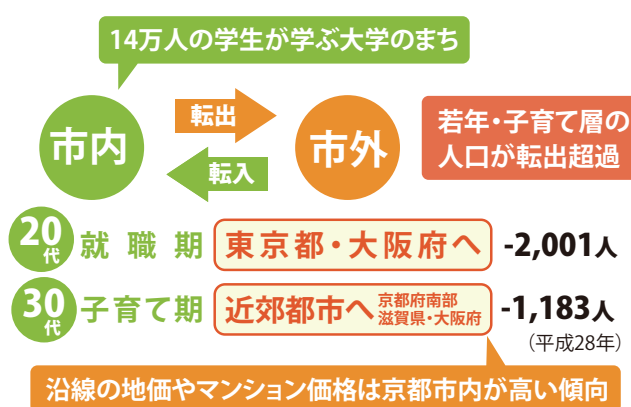 14万人の学生が学ぶ大学のまち
市内
転出
転入
市外
若年・子育て層の
人口が転出超過
20代 就職期 東京都・大阪府へ -2,001人
30代 子育て期 近郊都市へ 京都府南部
滋賀県・大阪府 -1,183人
（平成28年）
沿線の地価やマンション価格は京都市内が高い傾向